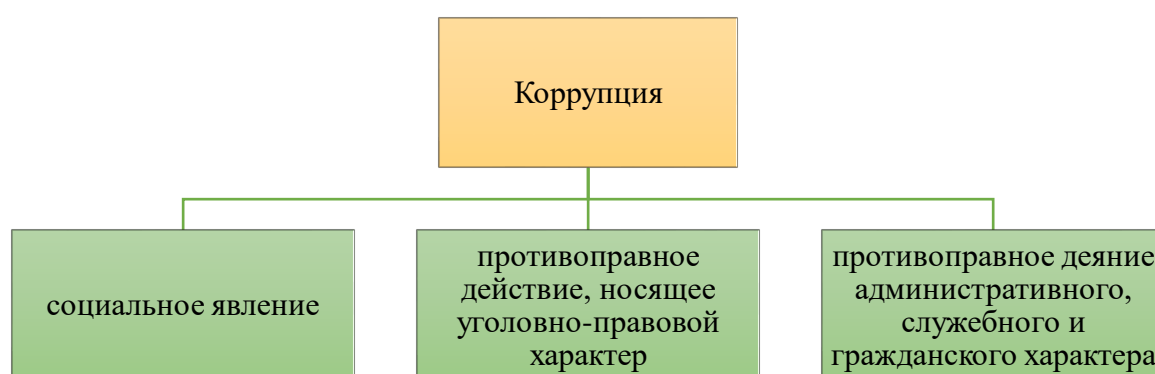 Коррупция
социальное явление
противоправное
действие, носящее
уголовно-правовой
характер
противоправное деяние
административного,
служебного и
гражданского характера